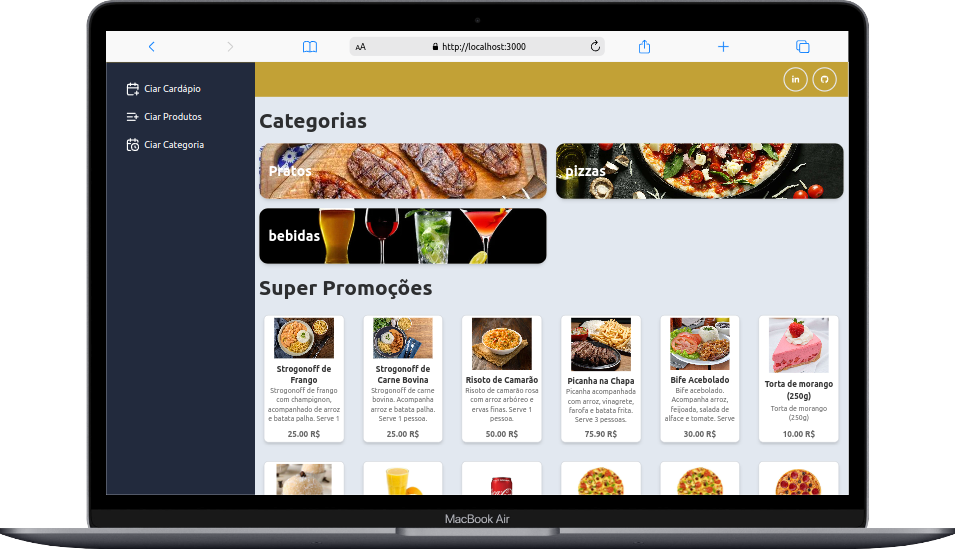 AA
http://localhost:3000
Ciar Cardápio
Ciar Produtos
Ciar Categoria
in
Categorias
Pratos
pizzas
bebidas
Super Promoções
Strogonoff de
Frango
Strogonoff de frango
com champignon,
acompanhado de arroz
e batata palha. Serve 1
25.00 R$
Strogonoff de
Carne Bovina
Strogonoff de carne
bovina. Acompanha
arroz e batata palha.
Serve 1 pessoa.
25.00 R$
Risoto de Camarão
Risoto de camarão rosa
com arroz arbóreo e
ervas finas. Serve 1
pessoa.
50.00 R$
Picanha na Chapa
Picanha acompanhada
com arroz, vinagrete,
farofa e batata frita.
Serve 3 pessoas.
75.90 R$
Bife Acebolado
Bife acebolado.
Acompanha arroz,
feijoada, salada de
alface e tomate. Serve
30.00 R$
Torta de morango
(250g)
Torta de morango
(250g)
10.00 R$
MacBook Air